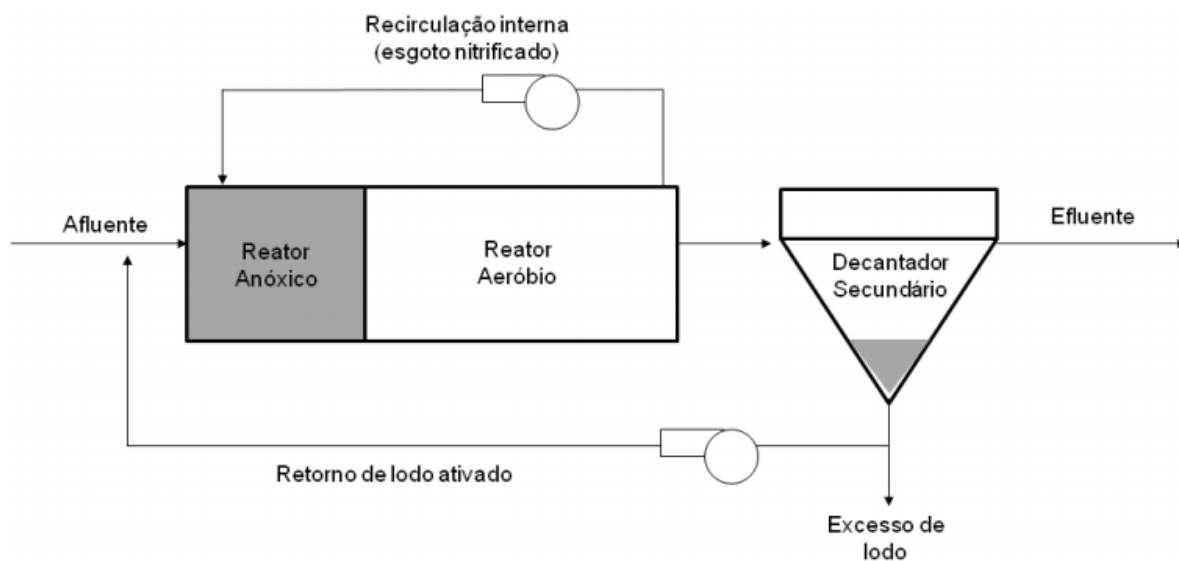 Recirculação interna
(esgoto nitrificado)
Afluente
Reator
Anóxico
Reator
Aeróbio
Decantador
Secundário
Efluente
Retorno de lodo ativado
Excesso de
lodo